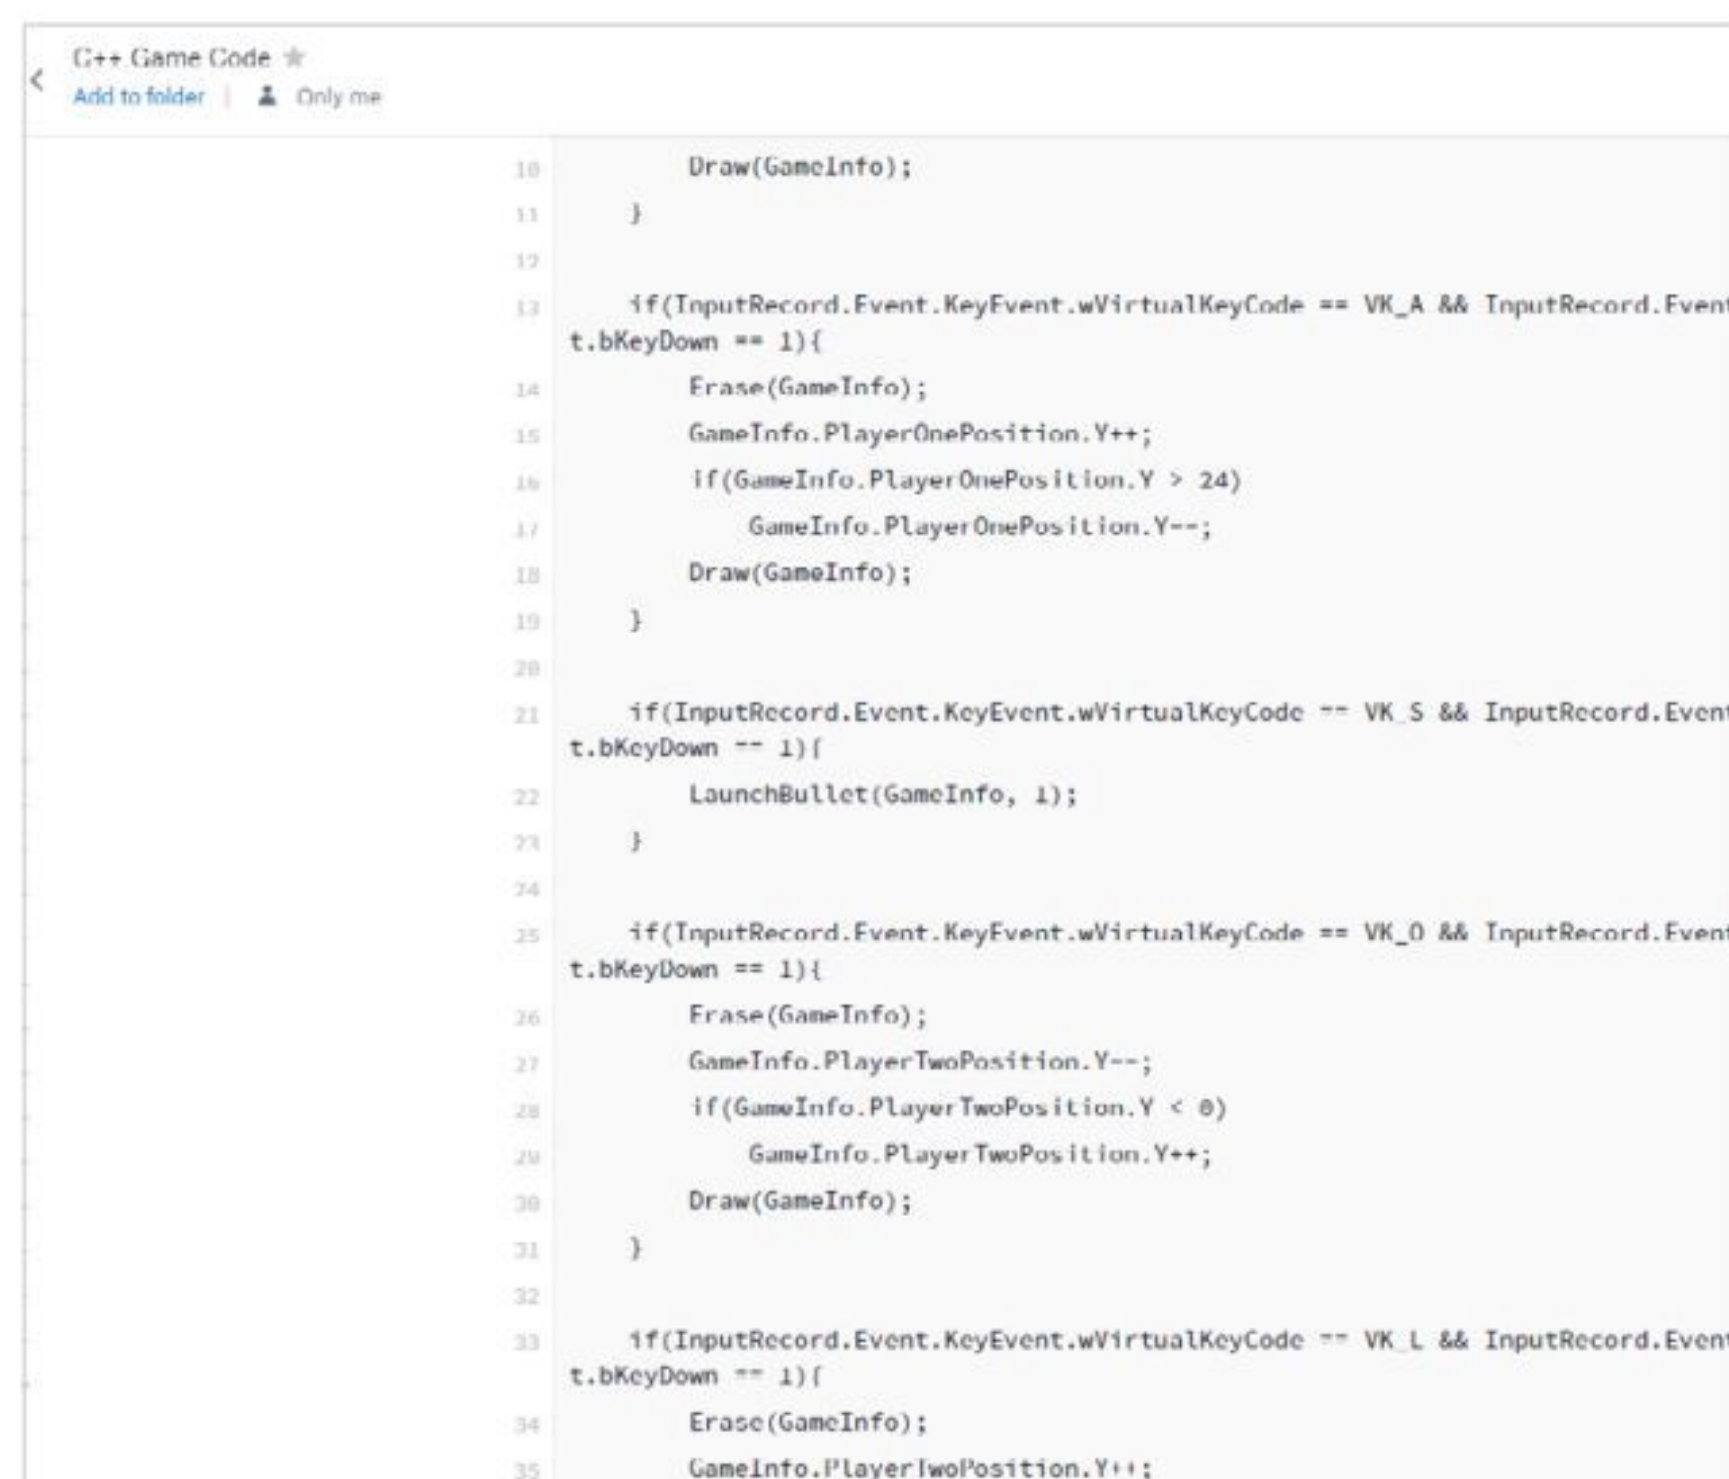 C++ Game Code
Add to folder | Only me
10 Draw(GameInfo);
11 }
12
13 if(InputRecord.Event.KeyEvent.wVirtualKeyCode == VK_A && InputRecord.Event
t.bKeyDown == 1){
14 Erase(GameInfo);
15 GameInfo.PlayerOnePosition.Y++;
16 if(GameInfo.PlayerOnePosition.Y > 24)
17 GameInfo.PlayerOnePosition.Y--;
18 Draw(GameInfo);
19 }
20
21 if(InputRecord.Event.KeyEvent.wVirtualKeyCode == VK_S && InputRecord.Event
t.bKeyDown == 1){
22 LaunchBullet(GameInfo, 1);
23 }
24
25 if(InputRecord.Event.KeyEvent.wVirtualKeyCode == VK_O && InputRecord.Event
t.bKeyDown == 1){
26 Erase(GameInfo);
27 GameInfo.PlayerTwoPosition.Y--;
28 if(GameInfo.PlayerTwoPosition.Y < 0)
29 GameInfo.PlayerTwoPosition.Y++;
30 Draw(GameInfo);
31 }
32
33 if(InputRecord.Event.KeyEvent.wVirtualKeyCode == VK_L && InputRecord.Event
t.bKeyDown == 1){
34 Erase(GameInfo);
35 GameInfo.PlayerTwoPosition.Y++;